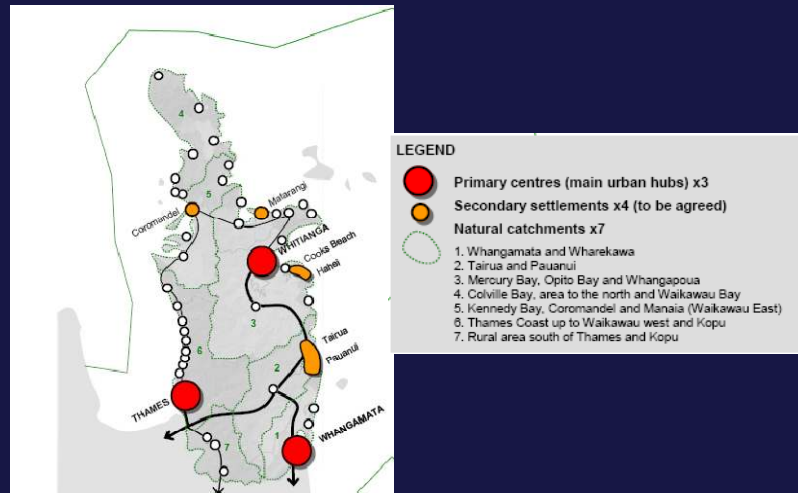 4
5
Coromandel
Matarangi
WHITIANGA
Cooks Beach
Hahei
3
Tairua
Pauanui
6
2
THAMES
1
WHANGAMATA
7
LEGEND
Primary centres (main urban hubs) x3
Secondary settlements x4 (to be agreed)
Natural catchments x7
1. Whangamata and Wharekawa
2. Tairua and Pauanui
3. Mercury Bay, Opito Bay and Whangapoua
4. Colville Bay, area to the north and Waikawau Bay
5. Kennedy Bay, Coromandel and Manaia (Waikawau East)
6. Thames Coast up to Waikawau west and Kopu
7. Rural area south of Thames and Kopu